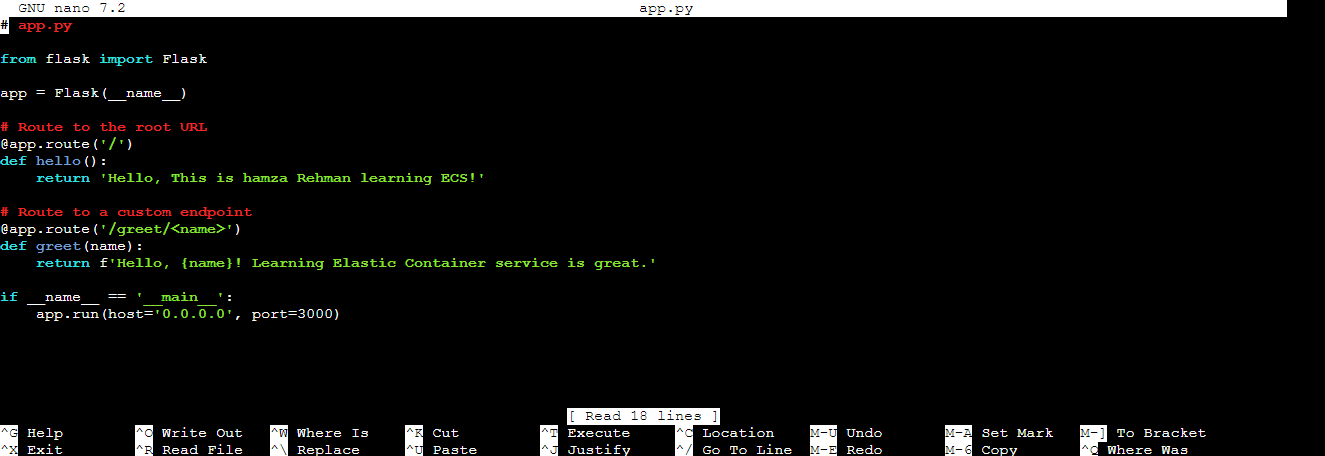 GNU nano 7.2 app.py
# app.py
from flask import Flask
app = Flask(__name__)
# Route to the root URL
@app.route('/')
def hello():
    return 'Hello, This is hamza Rehman learning ECS!'
# Route to a custom endpoint
@app.route('/greet/<name>')
def greet(name):
    return f'Hello, {name}! Learning Elastic Container service is great.'
if __name__ == '__main__':
    app.run(host='0.0.0.0', port=3000)
[ Read 18 lines ]
^G Help ^O Write Out ^W Where Is ^K Cut ^T Execute ^C Location M-U Undo M-A Set Mark M-] To Bracket
^X Exit ^R Read File ^\ Replace ^U Paste ^J Justify ^/ Go To Line M-E Redo M-6 Copy ^Q Where Was